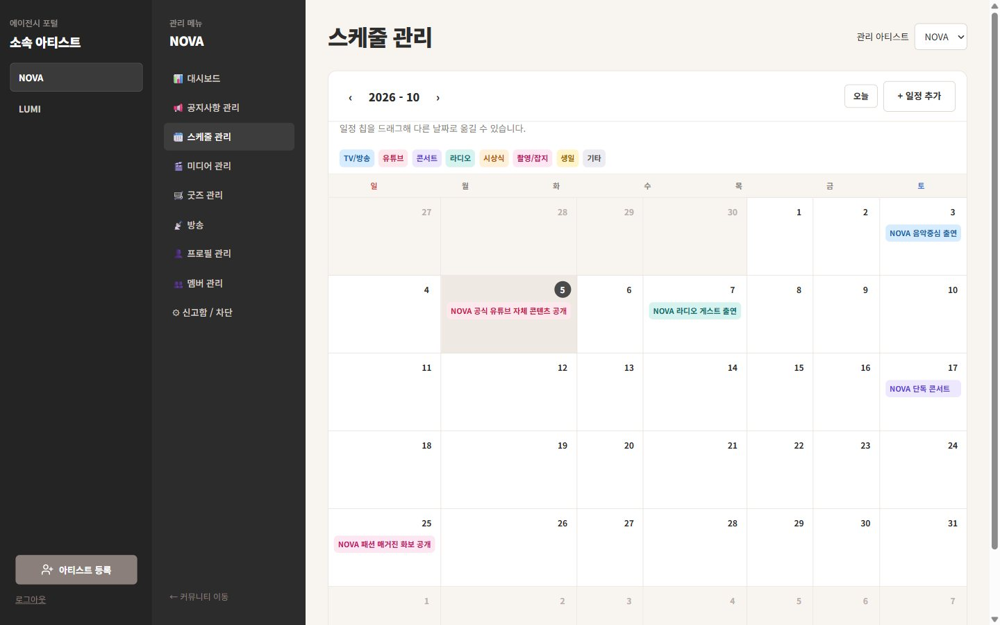 에이전시 포털
소속 아티스트
NOVA
LUMI
아티스트 등록
로그아웃
관리 메뉴
NOVA
대시보드
공지사항 관리
스케줄 관리
미디어 관리
굿즈 관리
방송
프로필 관리
멤버 관리
신고함 / 차단
← 커뮤니티 이동
스케줄 관리
관리 아티스트 NOVA
‹ 2026 - 10 ›
오늘
+ 일정 추가
일정 칩을 드래그해 다른 날짜로 옮길 수 있습니다.
TV/방송 유튜브 콘서트 라디오 시상식 촬영/잡지 생일 기타
일 월 화 수 목 금 토
27 28 29 30 1 2 3
NOVA 음악중심 출연
4 5 6 7 8 9 10
NOVA 공식 유튜브 자체 콘텐츠 공개 NOVA 라디오 게스트 출연
11 12 13 14 15 16 17
NOVA 단독 콘서트
18 19 20 21 22 23 24
25 26 27 28 29 30 31
NOVA 패션 매거진 화보 공개
1 2 3 4 5 6 7